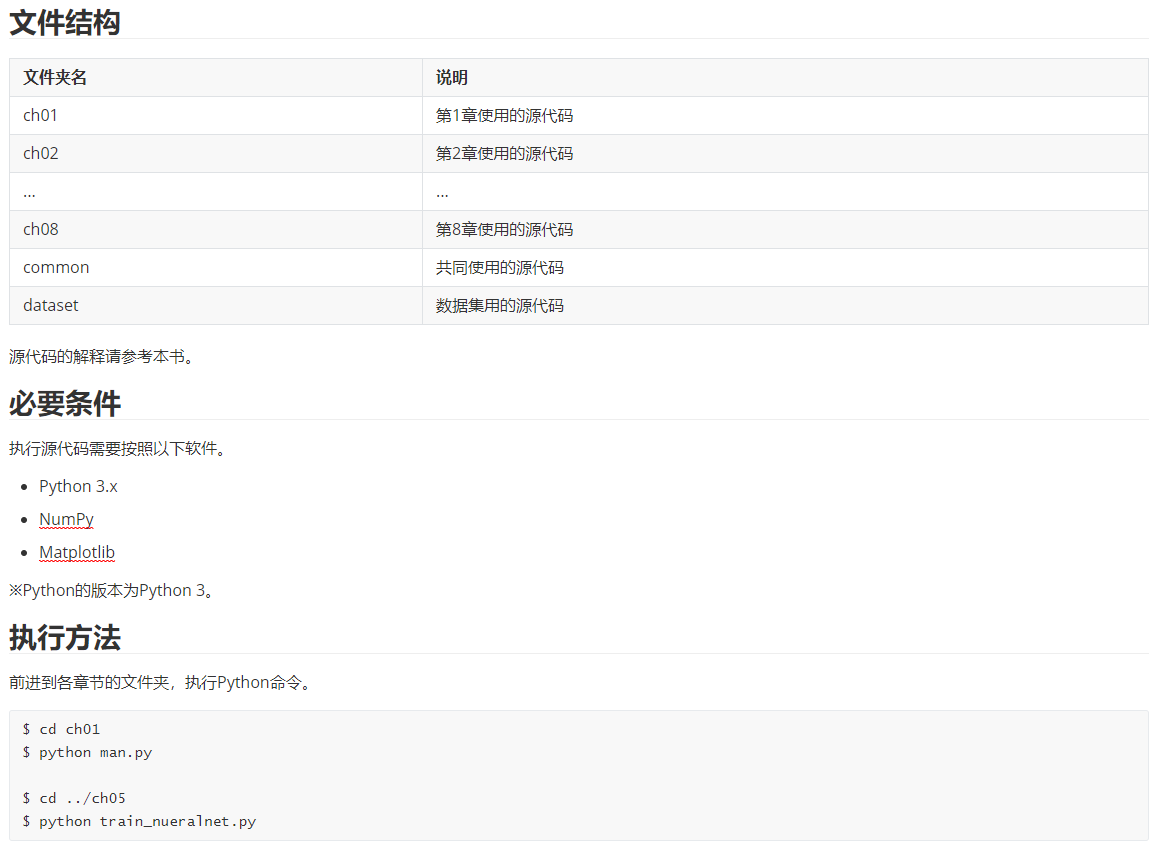 文件结构
文件夹名 说明
ch01 第1章使用的源代码
ch02 第2章使用的源代码
... ...
ch08 第8章使用的源代码
common 共同使用的源代码
dataset 数据集用的源代码
源代码的解释请参考本书。
必要条件
执行源代码需要按照以下软件。
• Python 3.x
• NumPy
• Matplotlib
※Python的版本为Python 3。
执行方法
前进到各章节的文件夹，执行Python命令。
$ cd ch01
$ python man.py
$ cd ../ch05
$ python train_nueralnet.py